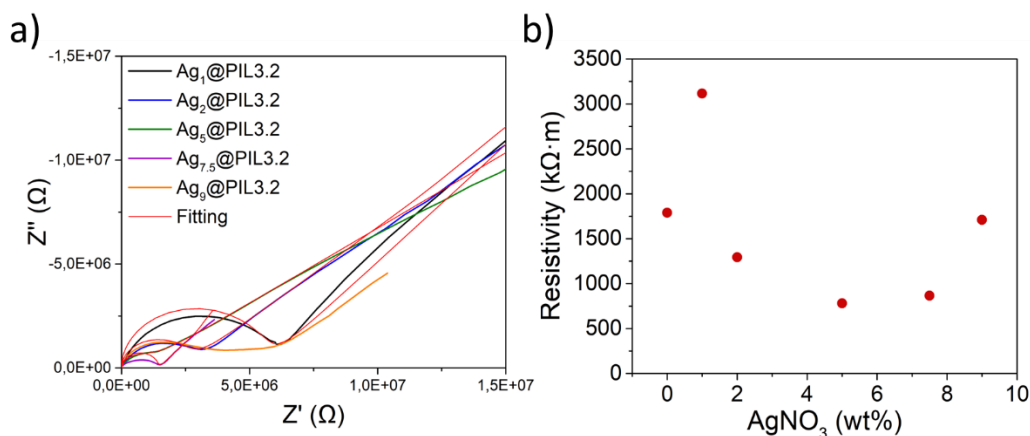 a)
-1,5E+07
-1,0E+07
-5,0E+06
0,0E+00
Z'' (Ω)
Ag₁@PIL3.2
Ag₂@PIL3.2
Ag₅@PIL3.2
Ag₇.₅@PIL3.2
Ag₉@PIL3.2
Fitting
0,0E+00 5,0E+06 1,0E+07 1,5E+07
Z' (Ω)
b)
3500
3000
2500
2000
1500
1000
500
0
Resistivity (kΩ·m)
0 2 4 6 8 10
AgNO₃ (wt%)